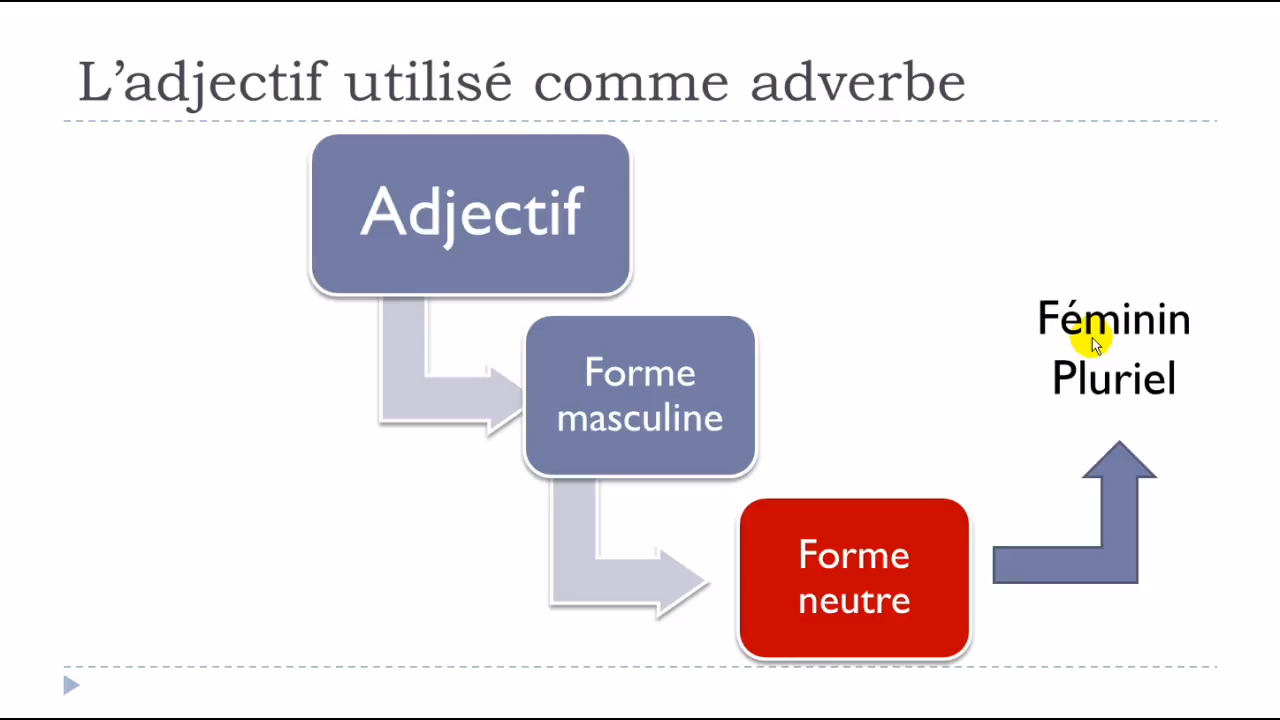 L’adjectif utilisé comme adverbe
Adjectif
Forme
masculine
Forme
neutre
Féminin
Pluriel